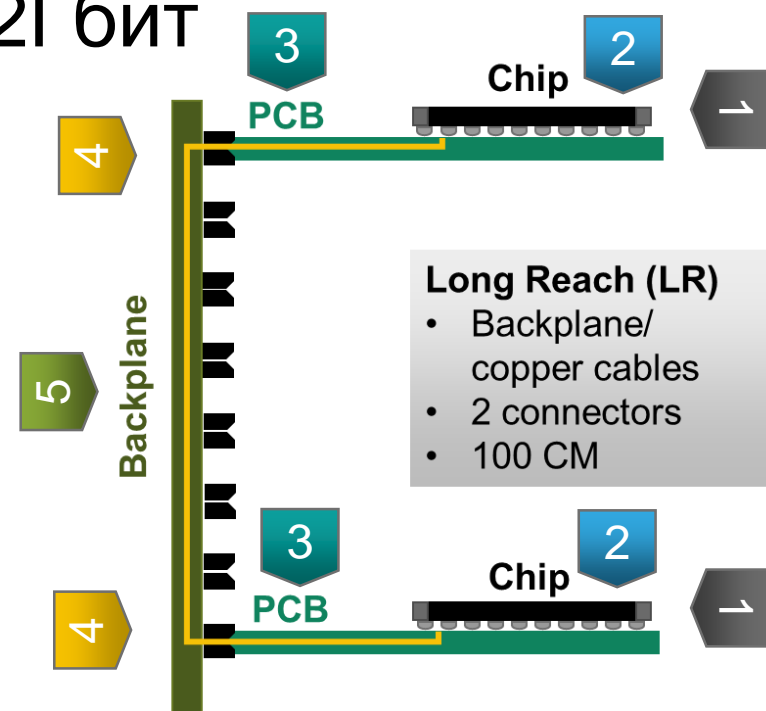 2Г бит
3
2
Chip
1
PCB
4
Long Reach (LR)
• Backplane/
copper cables
• 2 connectors
• 100 CM
Backplane
5
3
2
Chip
1
PCB
4